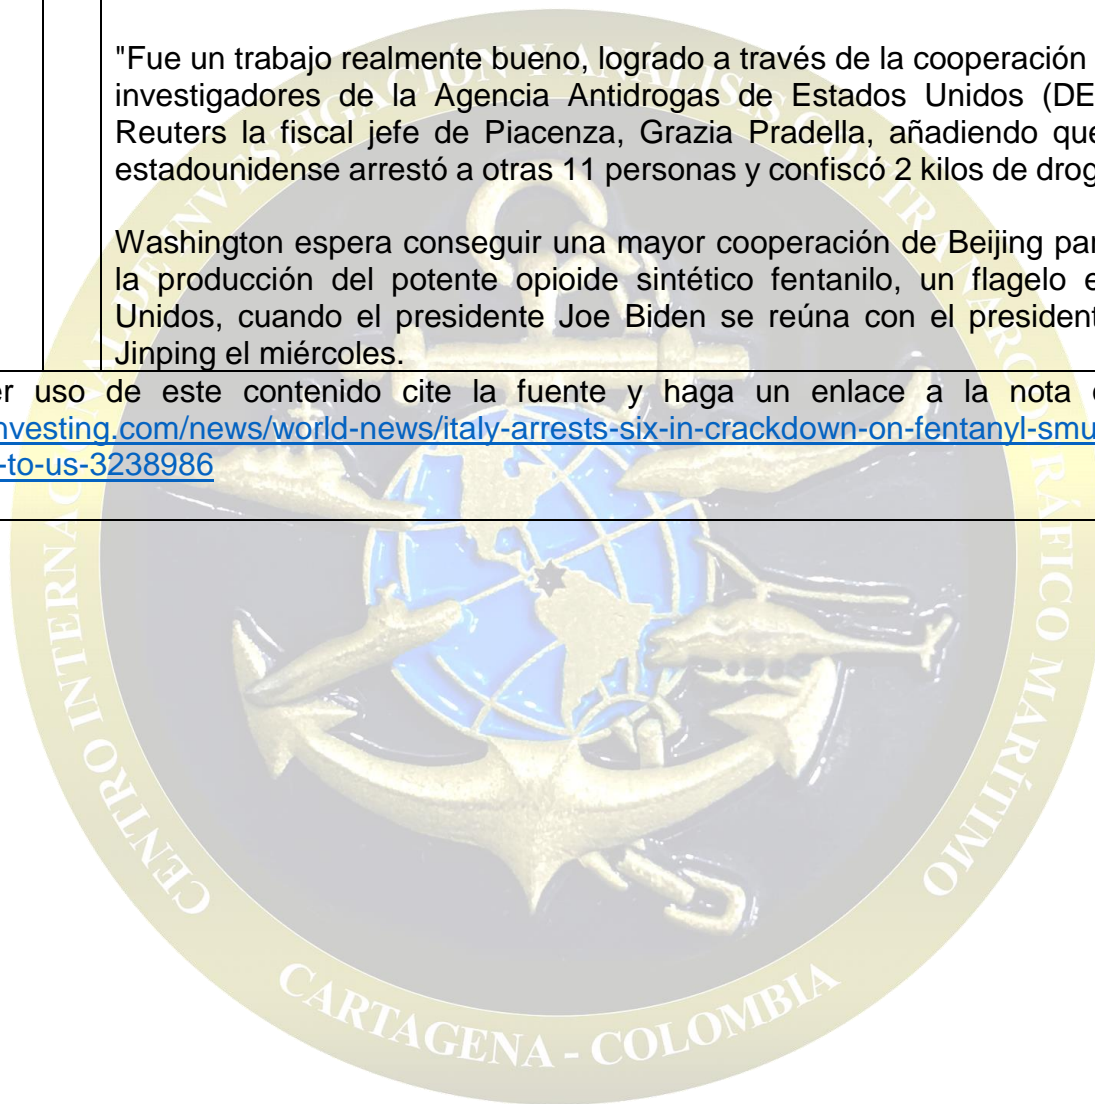 "Fue un trabajo realmente bueno, logrado a través de la cooperación
investigadores de la Agencia Antidrogas de Estados Unidos (DE
Reuters la fiscal jefe de Piacenza, Grazia Pradella, añadiendo que
estadounidense arrestó a otras 11 personas y confiscó 2 kilos de drog
Washington espera conseguir una mayor cooperación de Beijing par
la producción del potente opioide sintético fentanilo, un flagelo e
Unidos, cuando el presidente Joe Biden se reúna con el president
Jinping el miércoles.
er uso de este contenido cite la fuente y haga un enlace a la nota
nvesting.com/news/world-news/italy-arrests-six-in-crackdown-on-fentanyl-smu
-to-us-3238986
CENTRO INTERNACIONAL DE INVESTIGACIÓN Y ANÁLISIS CONTRA NARCOTRÁFICO MARÍTIMO
CARTAGENA - COLOMBIA